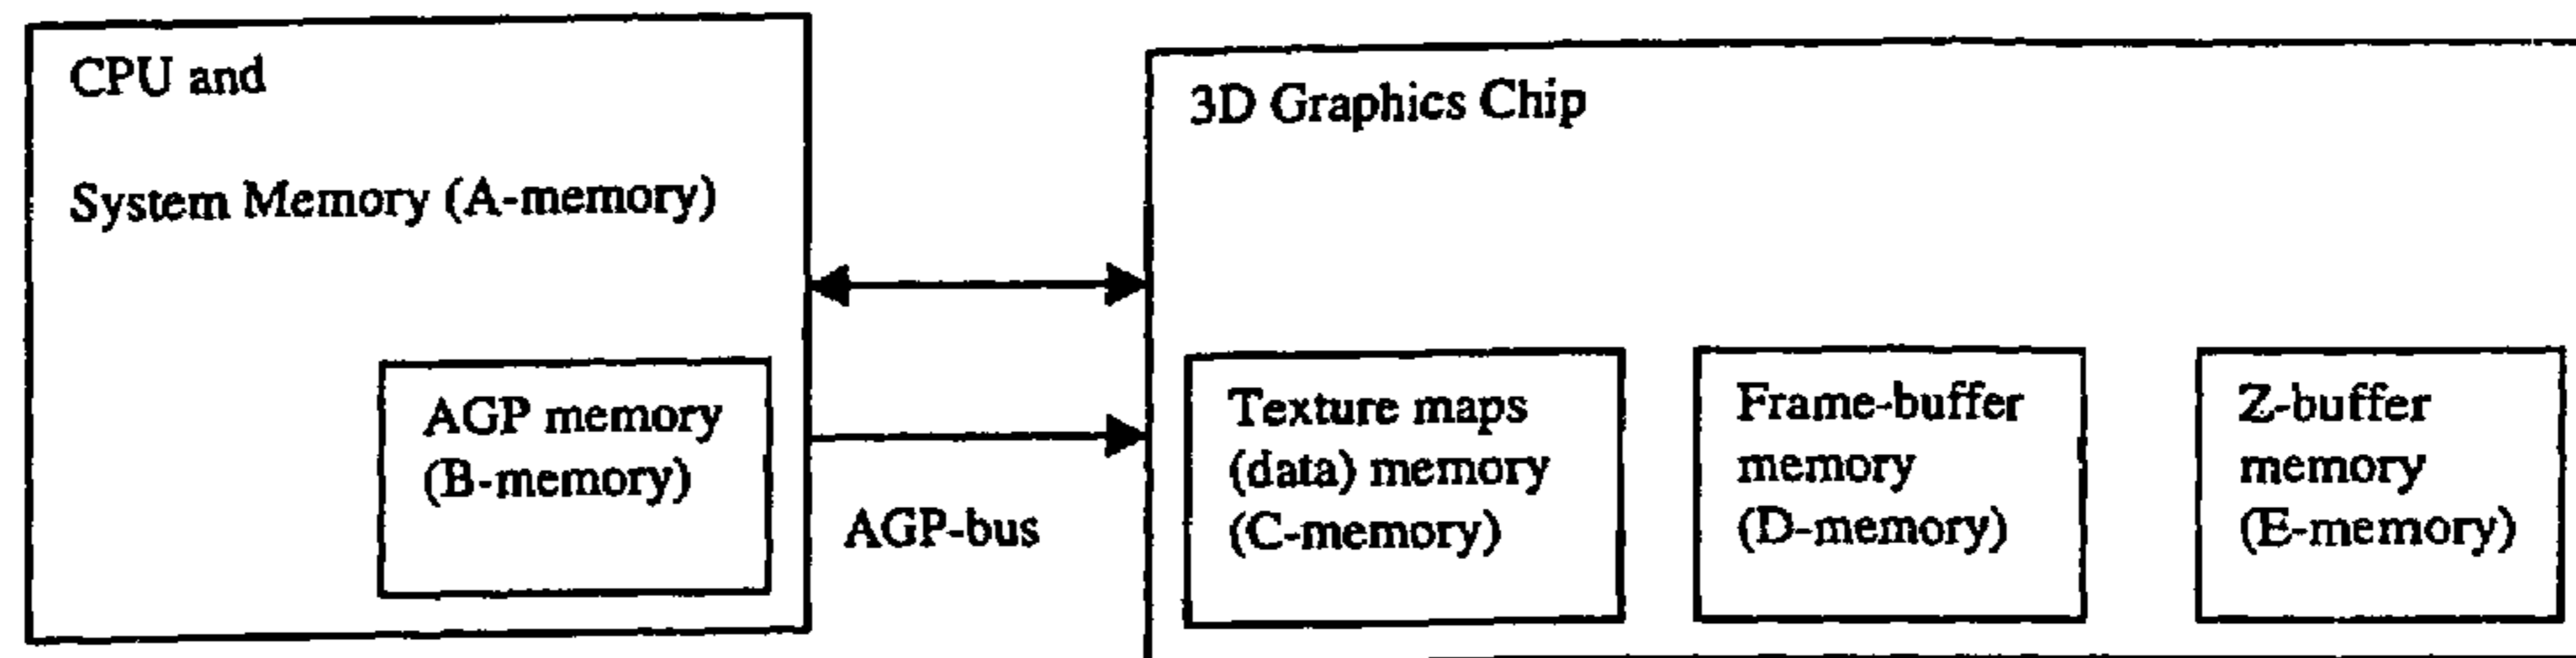 CPU and
System Memory (A-memory)
AGP memory
(B-memory)
AGP-bus
3D Graphics Chip
Texture maps
(data) memory
(C-memory)
Frame-buffer
memory
(D-memory)
Z-buffer
memory
(E-memory)